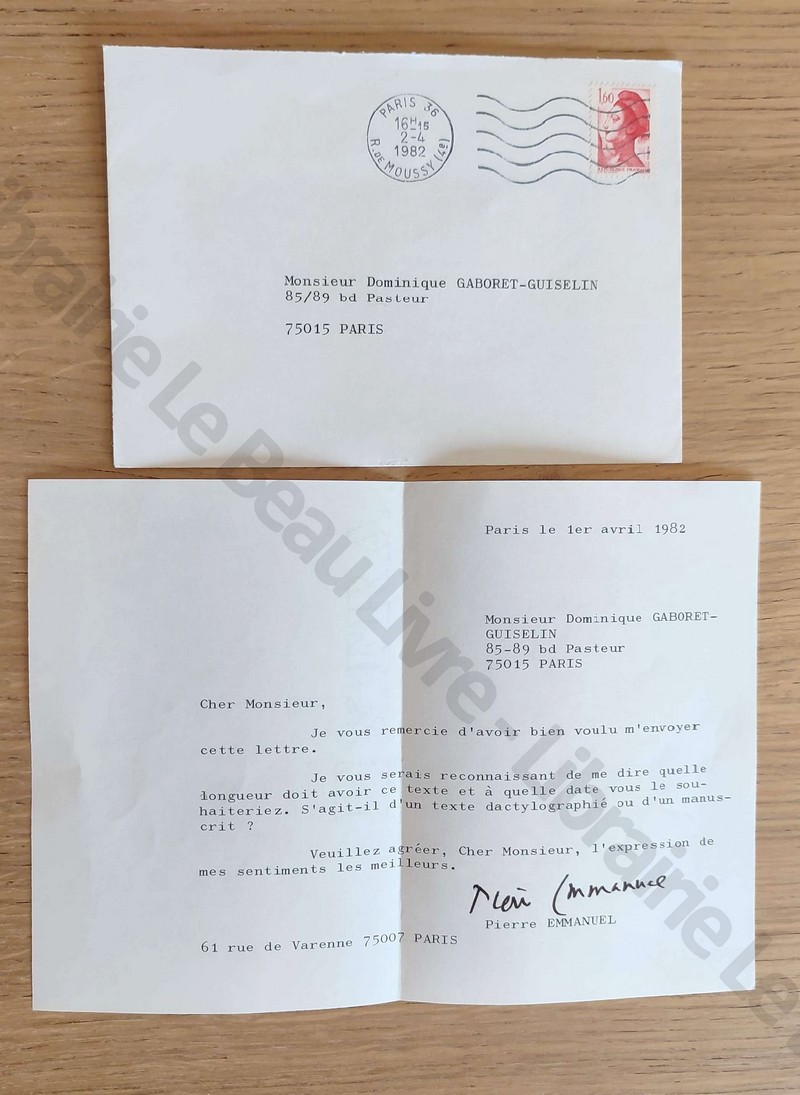 PARIS 36
16H15
2-4
1982
R. DE MOUSSY (4e)
1,60
REPUBLIQUE FRANCAISE
Monsieur Dominique GABORET-GUISELIN
85/89 bd Pasteur
75015 PARIS
Paris le 1er avril 1982
Monsieur Dominique GABORET-
GUISELIN
85-89 bd Pasteur
75015 PARIS
Cher Monsieur,
Je vous remercie d'avoir bien voulu m'envoyer
cette lettre.
Je vous serais reconnaissant de me dire quelle
longueur doit avoir ce texte et à quelle date vous le sou-
haiteriez. S'agit-il d'un texte dactylographié ou d'un manus-
crit ?
Veuillez agréer, Cher Monsieur, l'expression de
mes sentiments les meilleurs.
Pierre Emmanuel
Pierre EMMANUEL
61 rue de Varenne 75007 PARIS
Librairie Le Beau Livre - Librairie Le